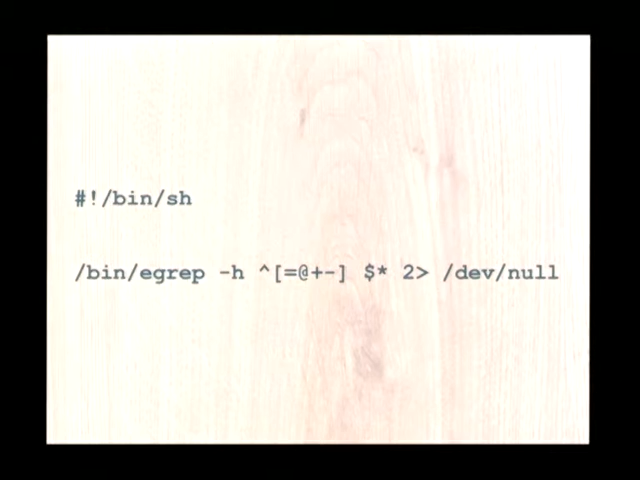 #!/bin/sh
/bin/egrep -h ^[=@+-] $* 2> /dev/null